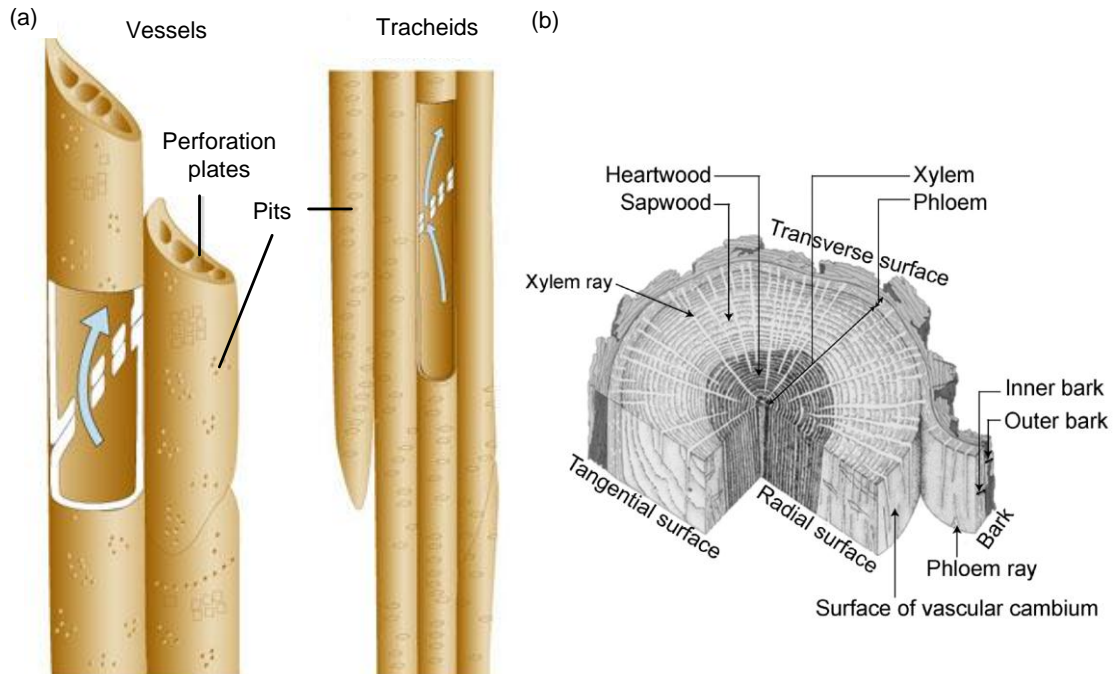 (a)
Vessels
Tracheids
Perforation
plates
Pits
(b)
Heartwood
Sapwood
Xylem
Phloem
Transverse surface
Xylem ray
Inner bark
Outer bark
Tangential surface
Radial surface
Bark
Phloem ray
Surface of vascular cambium